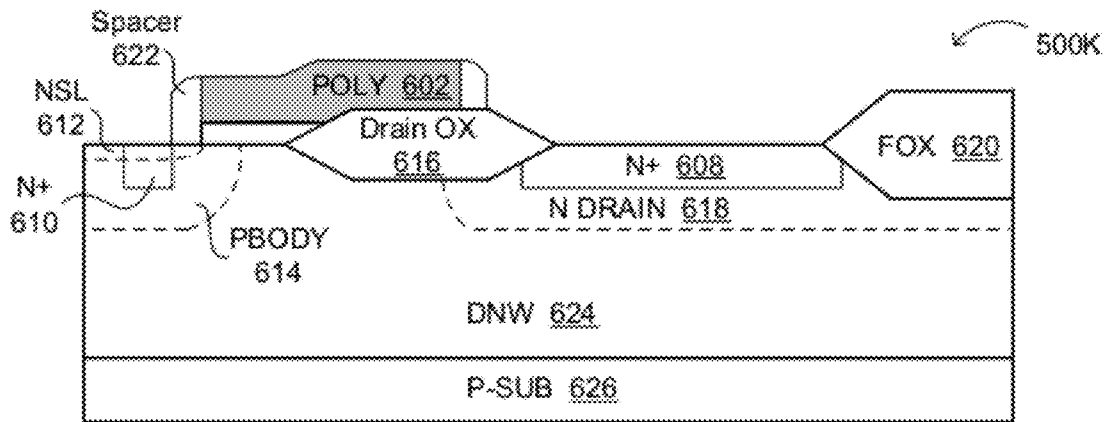 Spacer
622
500K
NSL
612
POLY 602
Drain OX
616
FOX 620
N+
610
N+ 608
N DRAIN 618
PBODY
614
DNW 624
P-SUB 626